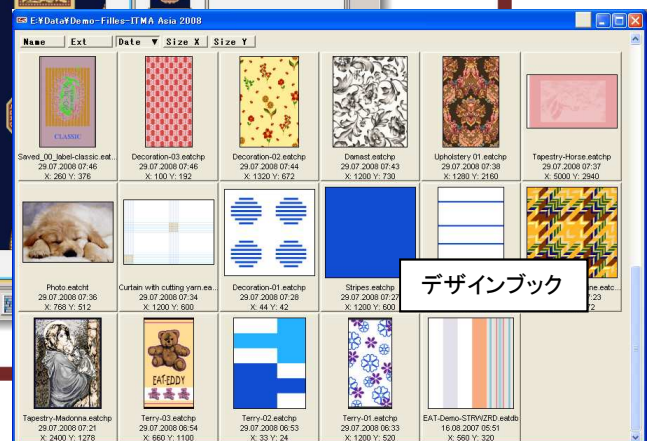 E:¥Data¥Demo-Filles-ITMA Asia 2008
Name Ext Date ▼ Size X Size Y
CLASSIC
Saved_00_label-classic.eat... Decoration-03.eatchp Decoration-02.eatchp Damast.eatchp Upholstery 01.eatchp Tapestry-Horse.eatchp
29.07.2008 07:46 29.07.2008 07:46 29.07.2008 07:44 29.07.2008 07:43 29.07.2008 07:38 29.07.2008 07:37
X: 260 Y: 376 X: 100 Y: 192 X: 1320 Y: 672 X: 1200 Y: 730 X: 1280 Y: 2160 X: 5000 Y: 2940
デザインブック
Photo.eatcht Curtain with cutting yarn.ea... Decoration-01.eatchp Stripes.eatchp
29.07.2008 07:36 29.07.2008 07:34 29.07.2008 07:28 29.07.2008 07:27
X: 768 Y: 512 X: 1200 Y: 600 X: 44 Y: 42 X: 1200 Y: 600
EAT-EDDY
Tapestry-Madonna.eatchp Terry-03.eatchp Terry-02.eatchp Terry-01.eatchp EAT-Demo-STRWZRD.eatdb
29.07.2008 07:21 29.07.2008 06:54 29.07.2008 06:53 29.07.2008 06:33 16.08.2007 05:51
X: 2400 Y: 1278 X: 660 Y: 1100 X: 33 Y: 24 X: 1200 Y: 520 X: 560 Y: 320